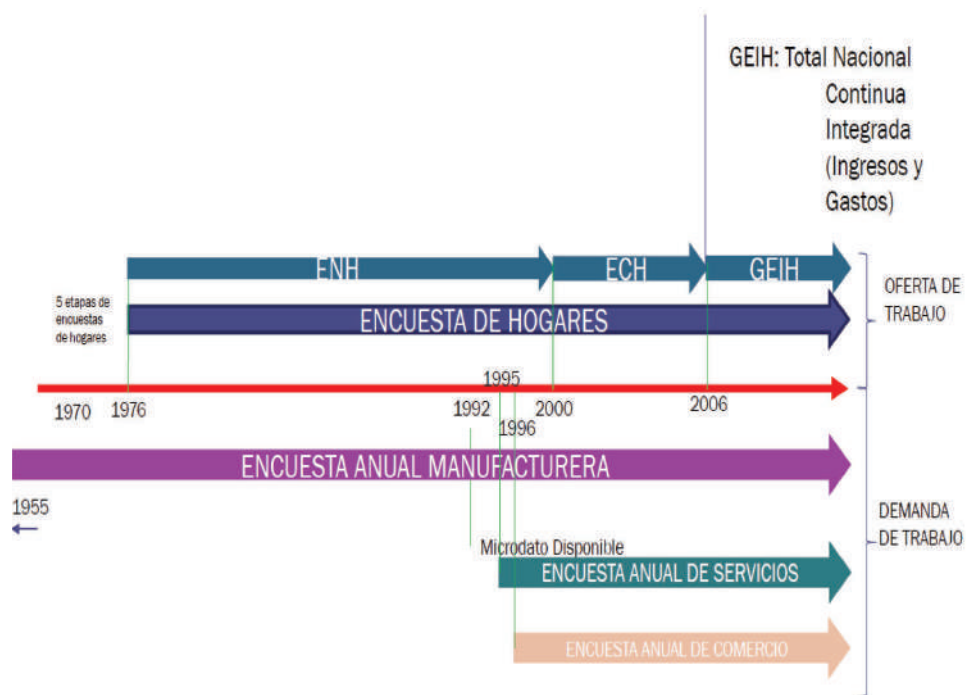 GEIH: Total Nacional
Continua
Integrada
(Ingresos y
Gastos)
ENH
ECH
GEIH
5 etapas de
encuestas
de hogares
ENCUESTA DE HOGARES
OFERTA DE
TRABAJO
1995
1970
1976
1992
2000
2006
1996
ENCUESTA ANUAL MANUFACTURERA
1955
DEMANDA
DE TRABAJO
Microdato Disponible
ENCUESTA ANUAL DE SERVICIOS
ENCUESTA ANUAL DE COMERCIO